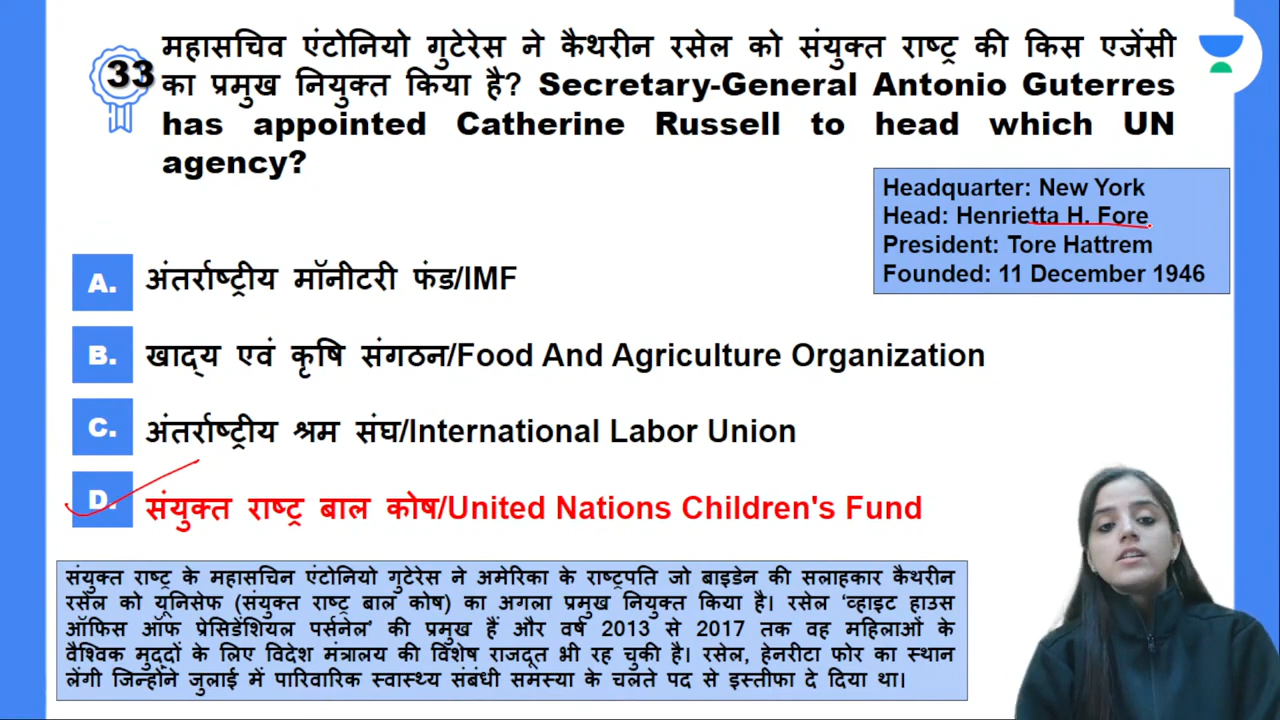 33
महासचिव एंटोनियो गुटेरेस ने कैथरीन रसेल को संयुक्त राष्ट्र की किस एजेंसी
का प्रमुख नियुक्त किया है? Secretary-General Antonio Guterres
has appointed Catherine Russell to head which UN
agency?
Headquarter: New York
Head: Henrietta H. Fore
President: Tore Hattrem
Founded: 11 December 1946
A. अंतर्राष्ट्रीय मॉनीटरी फंड/IMF
B. खाद्य एवं कृषि संगठन/Food And Agriculture Organization
C. अंतर्राष्ट्रीय श्रम संघ/International Labor Union
D. संयुक्त राष्ट्र बाल कोष/United Nations Children's Fund
संयुक्त राष्ट्र के महासचिन एंटोनियो गुटेरेस ने अमेरिका के राष्ट्रपति जो बाइडेन की सलाहकार कैथरीन
रसेल को यूनिसेफ (संयुक्त राष्ट्र बाल कोष) का अगला प्रमुख नियुक्त किया है। रसेल ‘व्हाइट हाउस
ऑफिस ऑफ प्रेसिडेंशियल पर्सनेल’ की प्रमुख हैं और वर्ष 2013 से 2017 तक वह महिलाओं के
वैश्विक मुद्दों के लिए विदेश मंत्रालय की विशेष राजदूत भी रह चुकी है। रसेल, हेनरीटा फोर का स्थान
लेंगी जिन्होंने जुलाई में पारिवारिक स्वास्थ्य संबंधी समस्या के चलते पद से इस्तीफा दे दिया था।